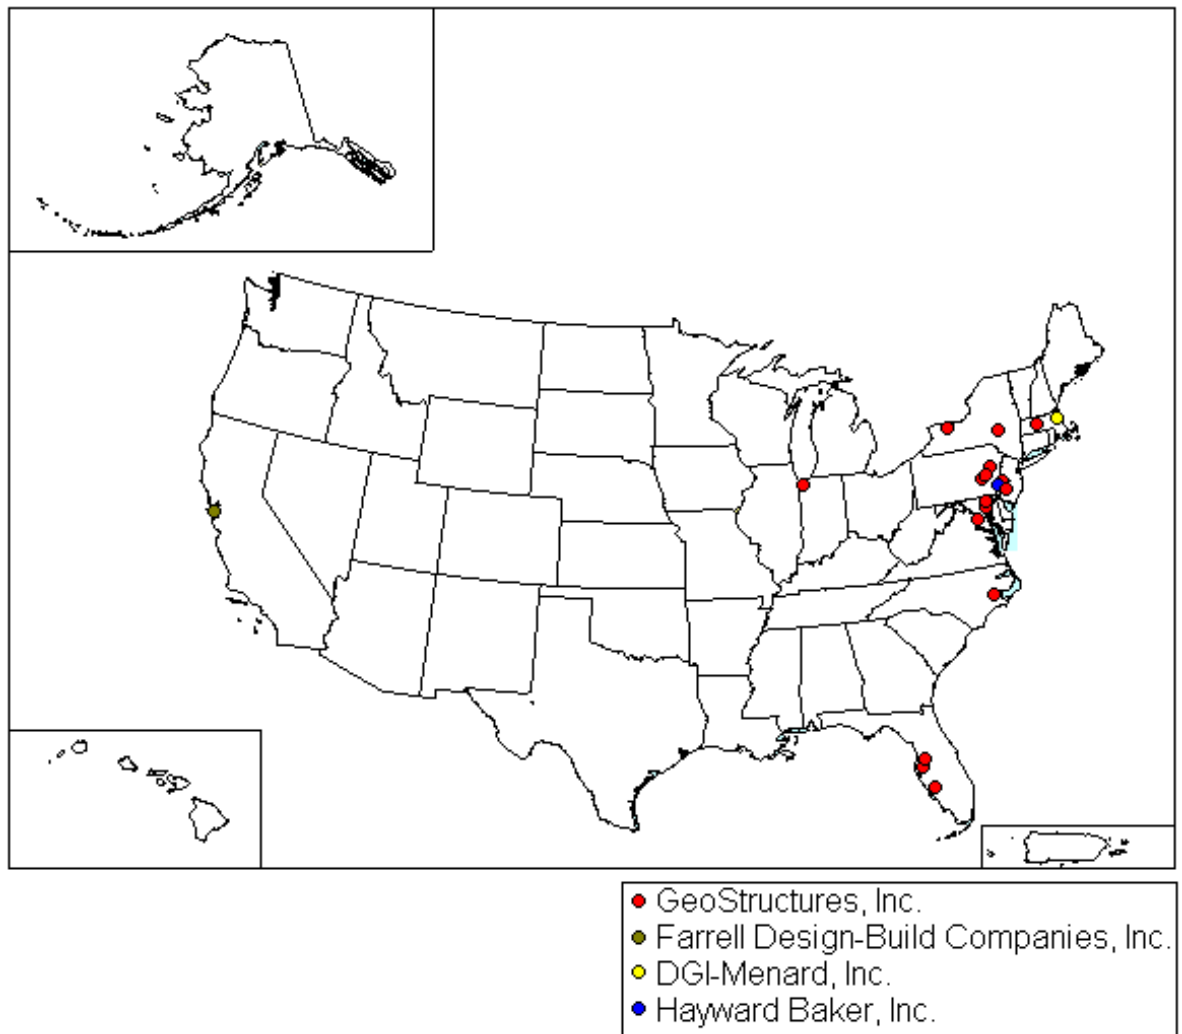 GeoStructures, Inc.
Farrell Design-Build Companies, Inc.
DGI-Menard, Inc.
Hayward Baker, Inc.